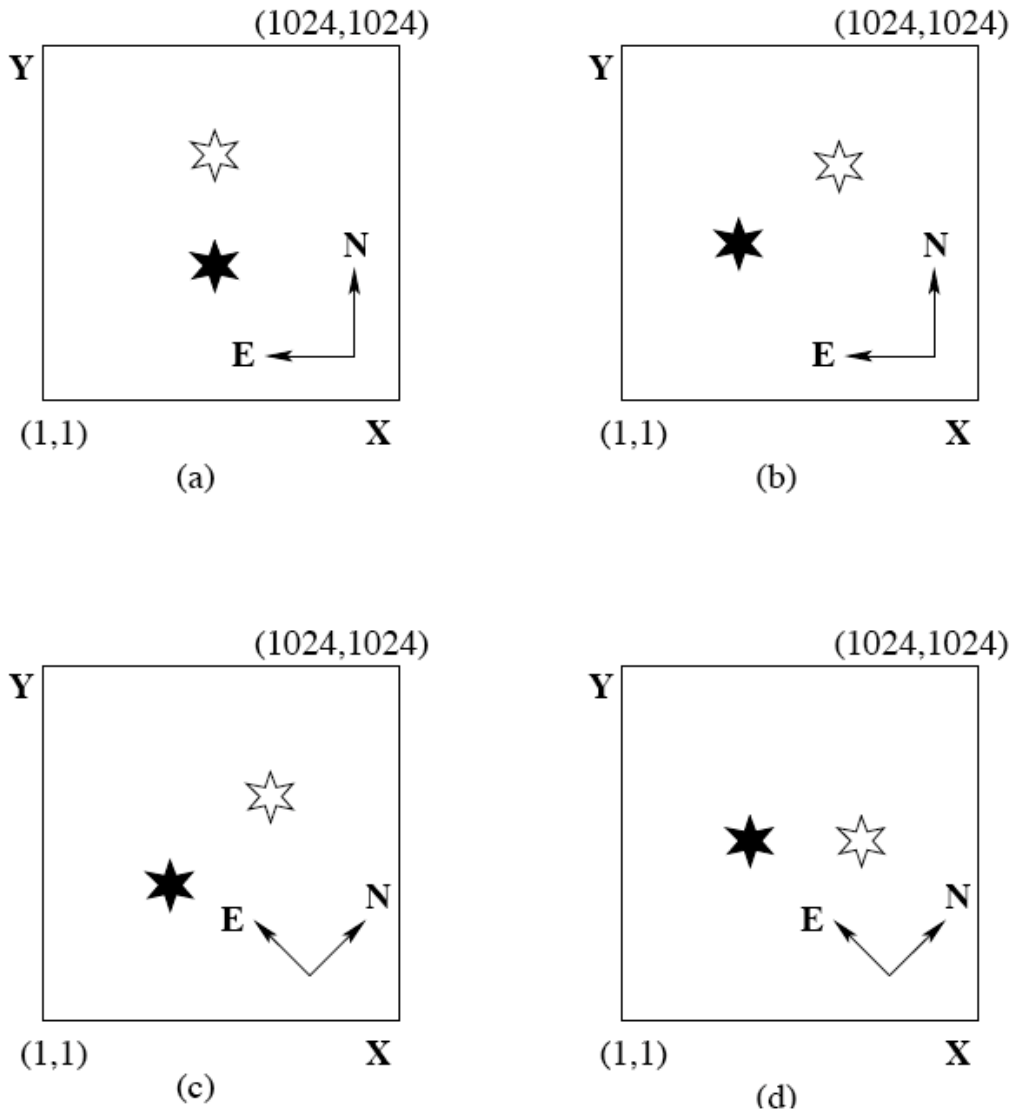 (1024,1024) (1024,1024)
Y Y
N N
E E
(1,1) X (1,1) X
(a) (b)
(1024,1024) (1024,1024)
Y Y
N N
E E
(1,1) X (1,1) X
(c) (d)